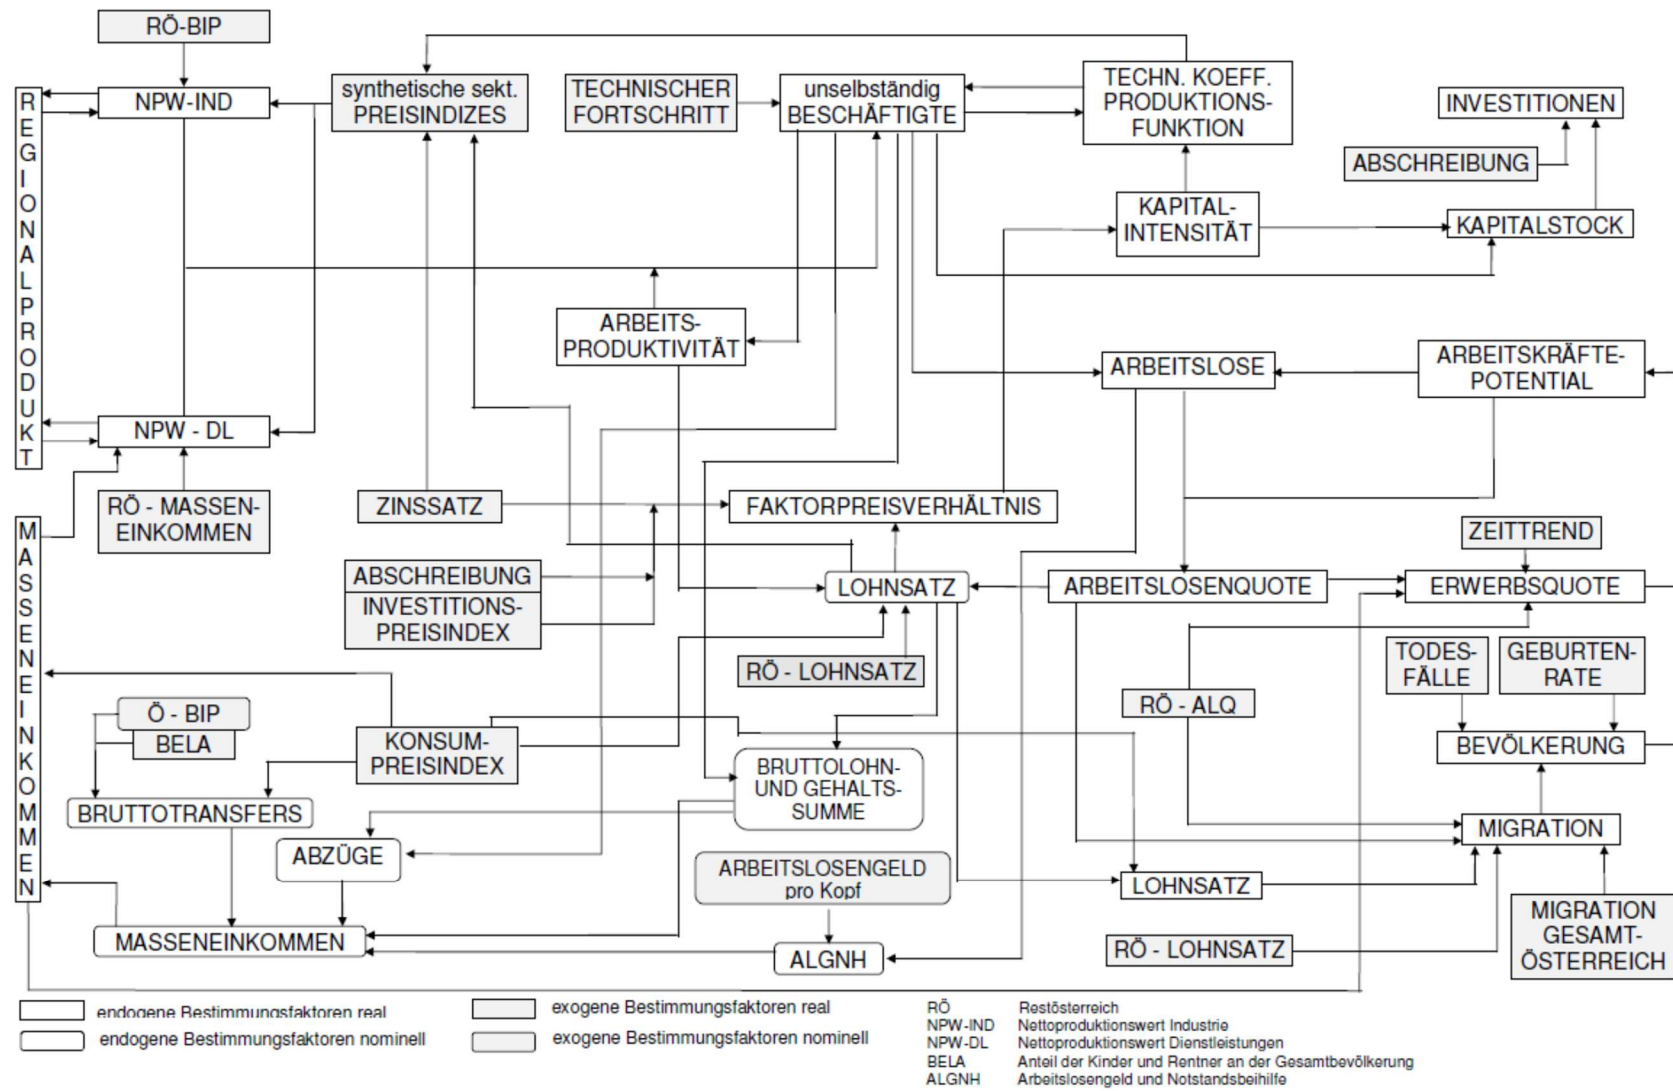 RÖ-BIP
REGIONALPRODUKT
NPW-IND
synthetische sekt.
PREISINDIZES
TECHNISCHER
FORTSCHRITT
unselbständig
BESCHÄFTIGTE
TECHN. KOEFF.
PRODUKTIONS-
FUNKTION
INVESTITIONEN
ABSCHREIBUNG
KAPITAL-
INTENSITÄT
KAPITALSTOCK
ARBEITS-
PRODUKTIVITÄT
ARBEITSLOSE
ARBEITSKRÄFTE-
POTENTIAL
NPW - DL
RÖ - MASSEN-
EINKOMMEN
ZINSSATZ
FAKTORPREISVERHÄLTNIS
ZEITTREND
MASSENEINKOMMEN
ABSCHREIBUNG
INVESTITIONS-
PREISINDEX
LOHNSATZ
ARBEITSLOSENQUOTE
ERWERBSQUOTE
RÖ - LOHNSATZ
TODES-
FÄLLE
GEBURTEN-
RATE
RÖ - ALQ
Ö - BIP
BELA
KONSUM-
PREISINDEX
BEVÖLKERUNG
BRUTTOLOHN-
UND GEHALTS-
SUMME
BRUTTOTRANSFERS
MIGRATION
ABZÜGE
ARBEITSLOSENGELD
pro Kopf
LOHNSATZ
MASSENEINKOMMEN
ALGNH
RÖ - LOHNSATZ
MIGRATION
GESAMT-
ÖSTERREICH
endogene Bestimmungsfaktoren real
endogene Bestimmungsfaktoren nominell
exogene Bestimmungsfaktoren real
exogene Bestimmungsfaktoren nominell
RÖ Restösterreich
NPW-IND Nettoproduktionswert Industrie
NPW-DL Nettoproduktionswert Dienstleistungen
BELA Anteil der Kinder und Rentner an der Gesamtbevölkerung
ALGNH Arbeitslosengeld und Notstandsbeihilfe